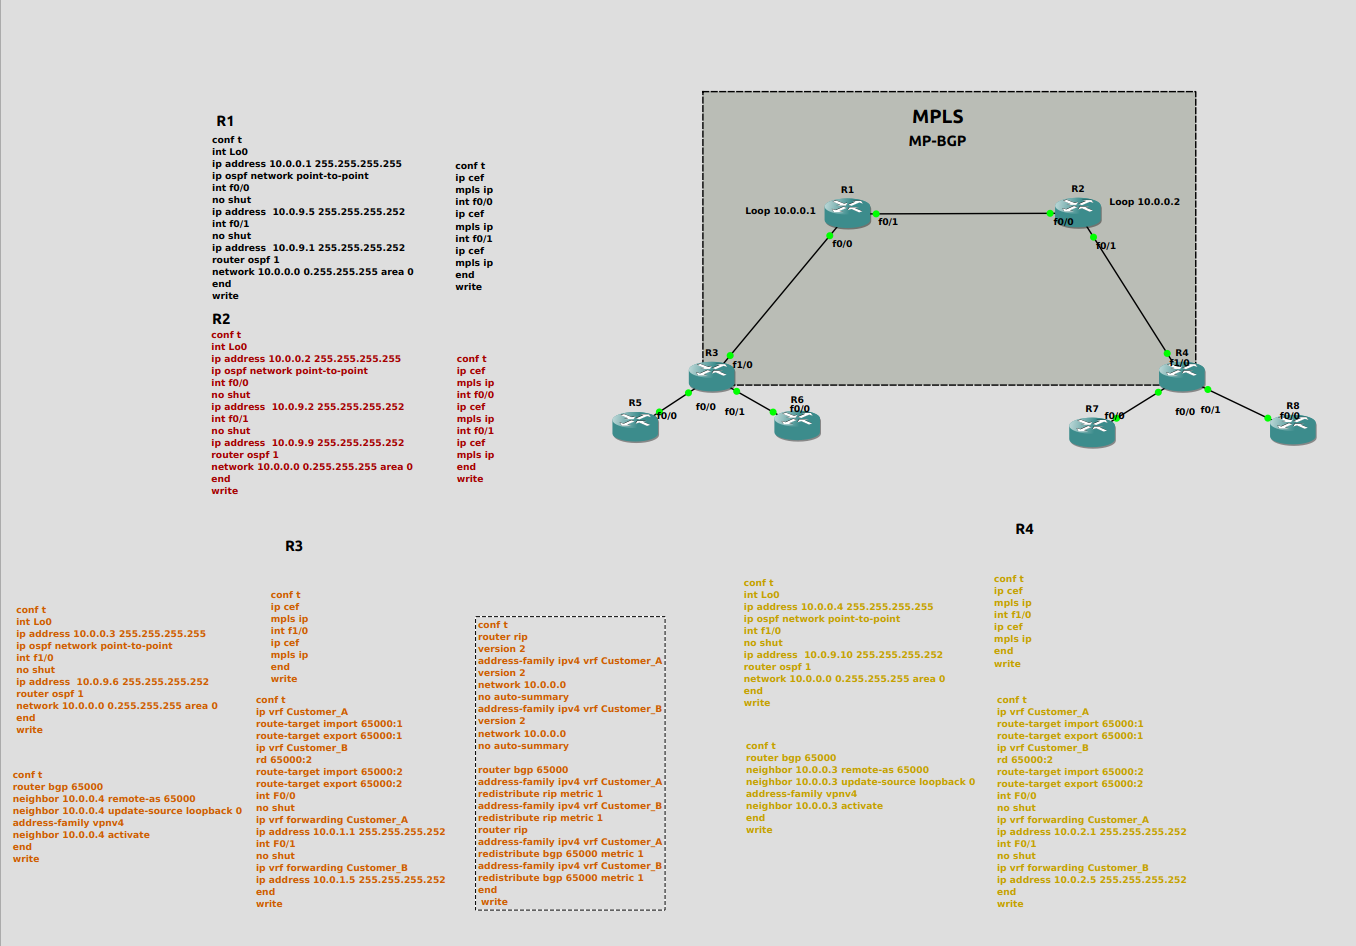 R1
conf t
int Lo0
ip address 10.0.0.1 255.255.255.255
ip ospf network point-to-point
int f0/0
no shut
ip address  10.0.9.5 255.255.255.252
int f0/1
no shut
ip address  10.0.9.1 255.255.255.252
router ospf 1
network 10.0.0.0 0.255.255.255 area 0
end
write
conf t
ip cef
mpls ip
int f0/0
ip cef
mpls ip
int f0/1
ip cef
mpls ip
end
write
R2
conf t
int Lo0
ip address 10.0.0.2 255.255.255.255
ip ospf network point-to-point
int f0/0
no shut
ip address  10.0.9.2 255.255.255.252
int f0/1
no shut
ip address  10.0.9.9 255.255.255.252
router ospf 1
network 10.0.0.0 0.255.255.255 area 0
end
write
conf t
ip cef
mpls ip
int f0/0
ip cef
mpls ip
int f0/1
ip cef
mpls ip
end
write
MPLS
MP-BGP
R1
Loop 10.0.0.1
f0/1
f0/0
R2
Loop 10.0.0.2
f0/0
f0/1
R3
f1/0
f0/0
f0/1
R4
f1/0
f0/0
f0/1
R5
f0/0
R6
f0/0
R7
f0/0
R8
f0/0
R3
conf t
int Lo0
ip address 10.0.0.3 255.255.255.255
ip ospf network point-to-point
int f1/0
no shut
ip address  10.0.9.6 255.255.255.252
router ospf 1
network 10.0.0.0 0.255.255.255 area 0
end
write
conf t
router bgp 65000
neighbor 10.0.0.4 remote-as 65000
neighbor 10.0.0.4 update-source loopback 0
address-family vpnv4
neighbor 10.0.0.4 activate
end
write
conf t
ip cef
mpls ip
int f1/0
ip cef
mpls ip
end
write
conf t
ip vrf Customer_A
route-target import 65000:1
route-target export 65000:1
ip vrf Customer_B
rd 65000:2
route-target import 65000:2
route-target export 65000:2
int F0/0
no shut
ip vrf forwarding Customer_A
ip address 10.0.1.1 255.255.255.252
int F0/1
no shut
ip vrf forwarding Customer_B
ip address 10.0.1.5 255.255.255.252
end
write
conf t
router rip
version 2
address-family ipv4 vrf Customer_A
version 2
network 10.0.0.0
no auto-summary
address-family ipv4 vrf Customer_B
version 2
network 10.0.0.0
no auto-summary
router bgp 65000
address-family ipv4 vrf Customer_A
redistribute rip metric 1
address-family ipv4 vrf Customer_B
redistribute rip metric 1
router rip
address-family ipv4 vrf Customer_A
redistribute bgp 65000 metric 1
address-family ipv4 vrf Customer_B
redistribute bgp 65000 metric 1
end
write
R4
conf t
int Lo0
ip address 10.0.0.4 255.255.255.255
ip ospf network point-to-point
int f1/0
no shut
ip address  10.0.9.10 255.255.255.252
router ospf 1
network 10.0.0.0 0.255.255.255 area 0
end
write
conf t
router bgp 65000
neighbor 10.0.0.3 remote-as 65000
neighbor 10.0.0.3 update-source loopback 0
address-family vpnv4
neighbor 10.0.0.3 activate
end
write
conf t
ip cef
mpls ip
int f1/0
ip cef
mpls ip
end
write
conf t
ip vrf Customer_A
route-target import 65000:1
route-target export 65000:1
ip vrf Customer_B
rd 65000:2
route-target import 65000:2
route-target export 65000:2
int F0/0
no shut
ip vrf forwarding Customer_A
ip address 10.0.2.1 255.255.255.252
int F0/1
no shut
ip vrf forwarding Customer_B
ip address 10.0.2.5 255.255.255.252
end
write